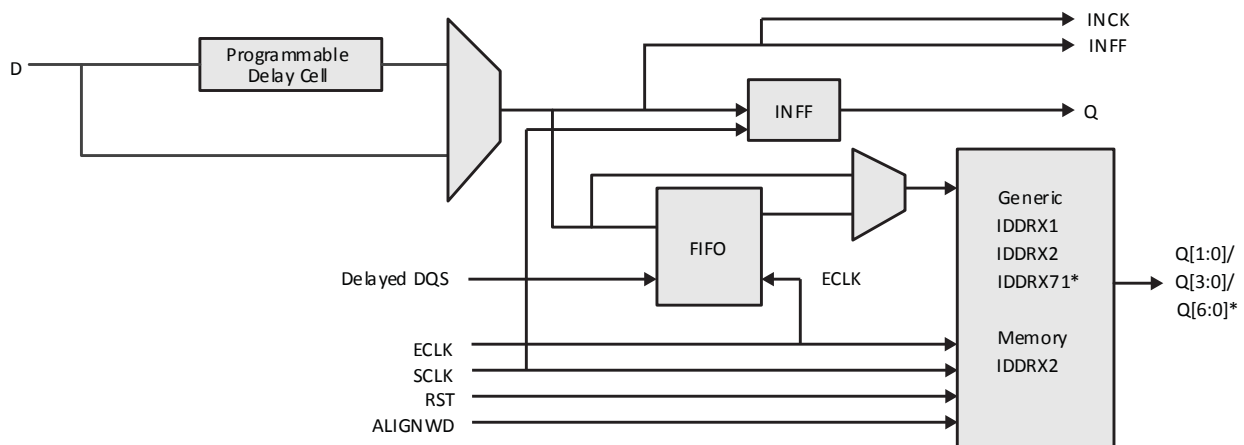 INCK
INFF
D
Programmable
Delay Cell
INFF
Q
Generic
IDDRX1
IDDRX2
IDDRX71*
Memory
IDDRX2
FIFO
Delayed DQS
ECLK
Q[1:0]/
Q[3:0]/
Q[6:0]*
ECLK
SCLK
RST
ALIGNWD